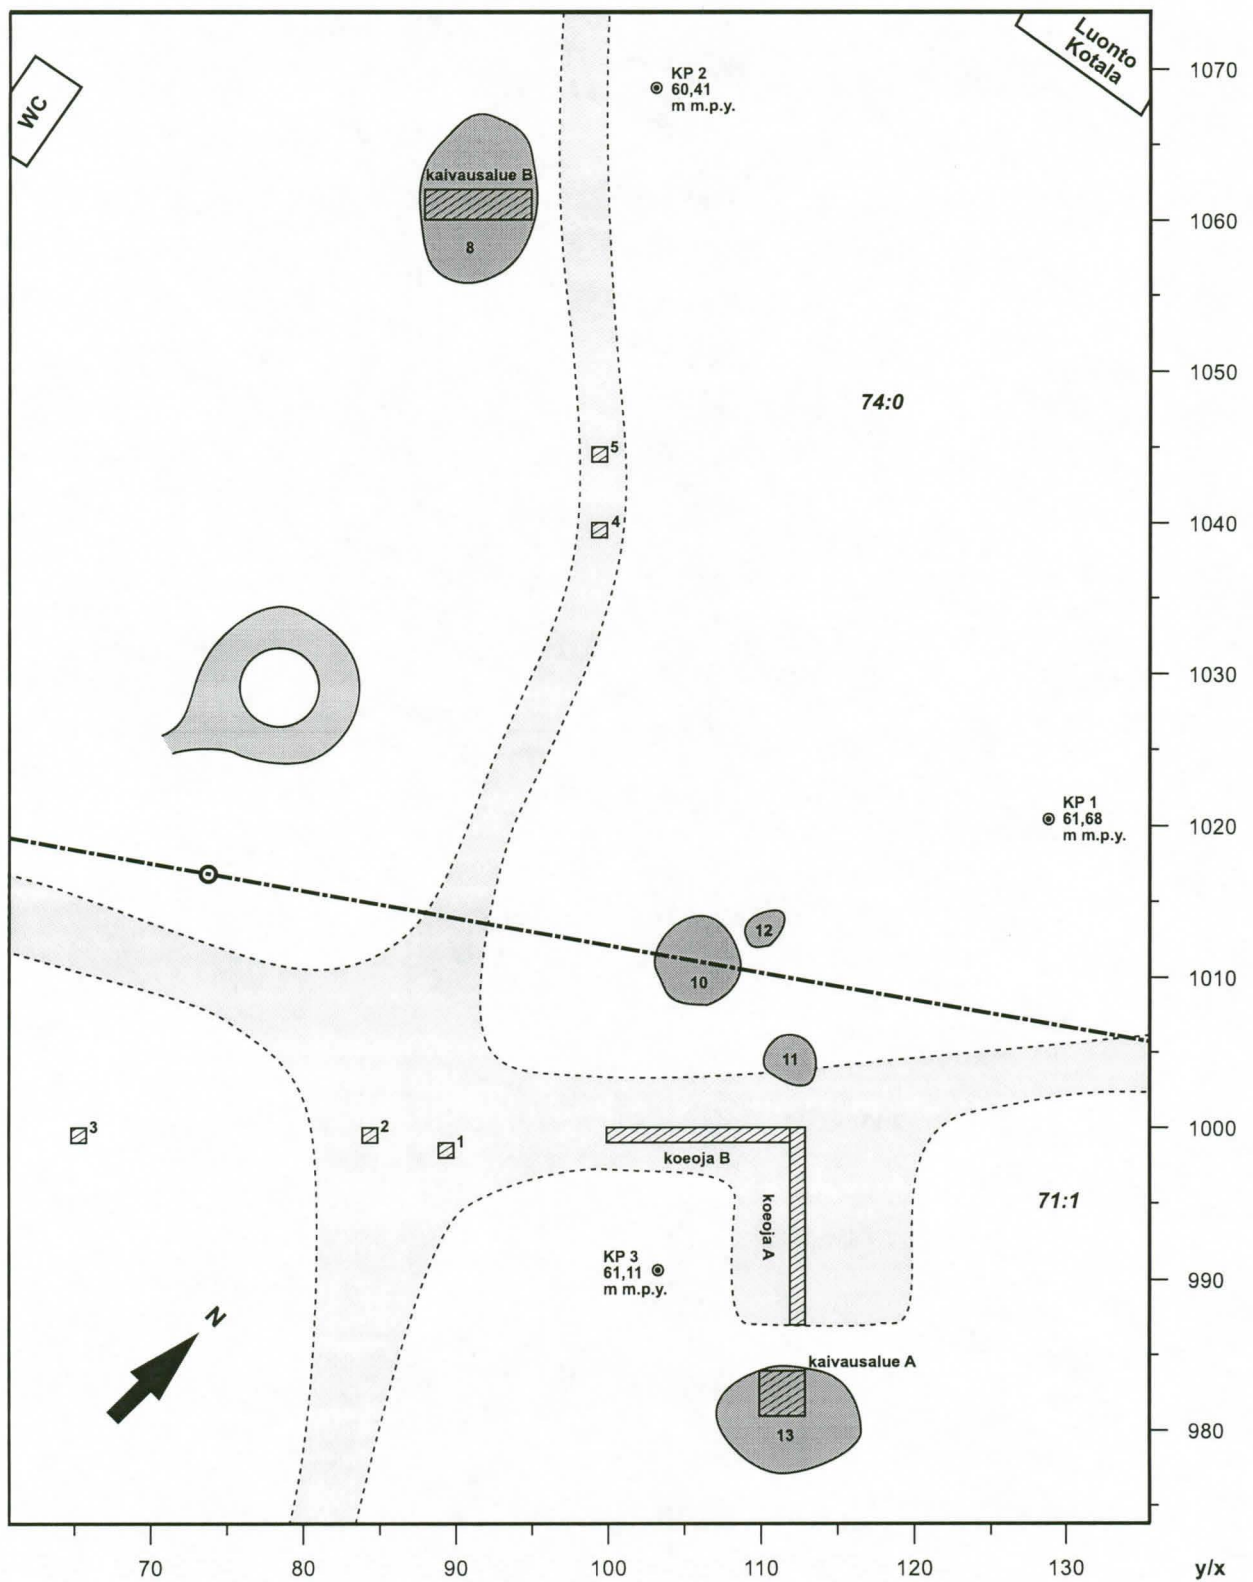 Luonto
Kotala
WC
KP 2
60,41
m m.p.y.
1070
kaivausalue B
8
1060
1050
74:0
5
4
1040
1030
KP 1
61,68
m m.p.y.
1020
12
10
1010
11
3
2
1
1000
koeoja B
koeoja A
71:1
KP 3
61,11
m m.p.y.
990
N
kaivausalue A
13
980
70 80 90 100 110 120 130 y/x